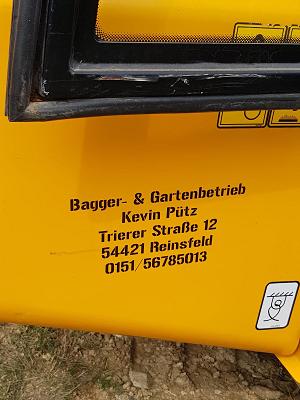 Bagger- & Gartenbetrieb
Kevin Pütz
Trierer Straße 12
54421 Reinsfeld
0151/56785013